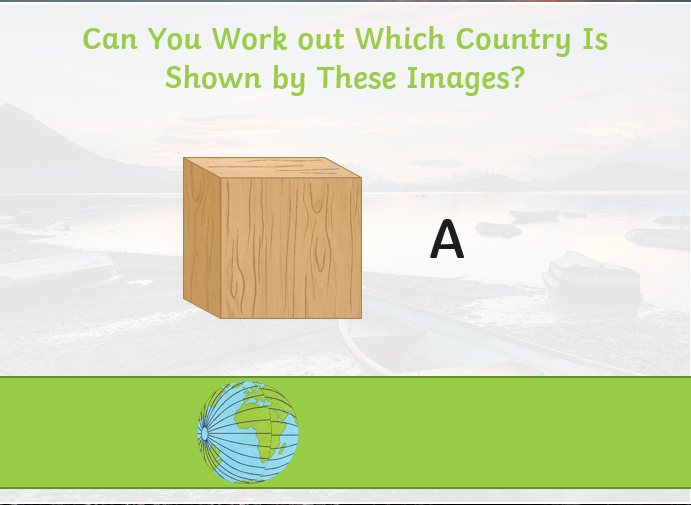 Can You Work out Which Country Is
Shown by These Images?
A